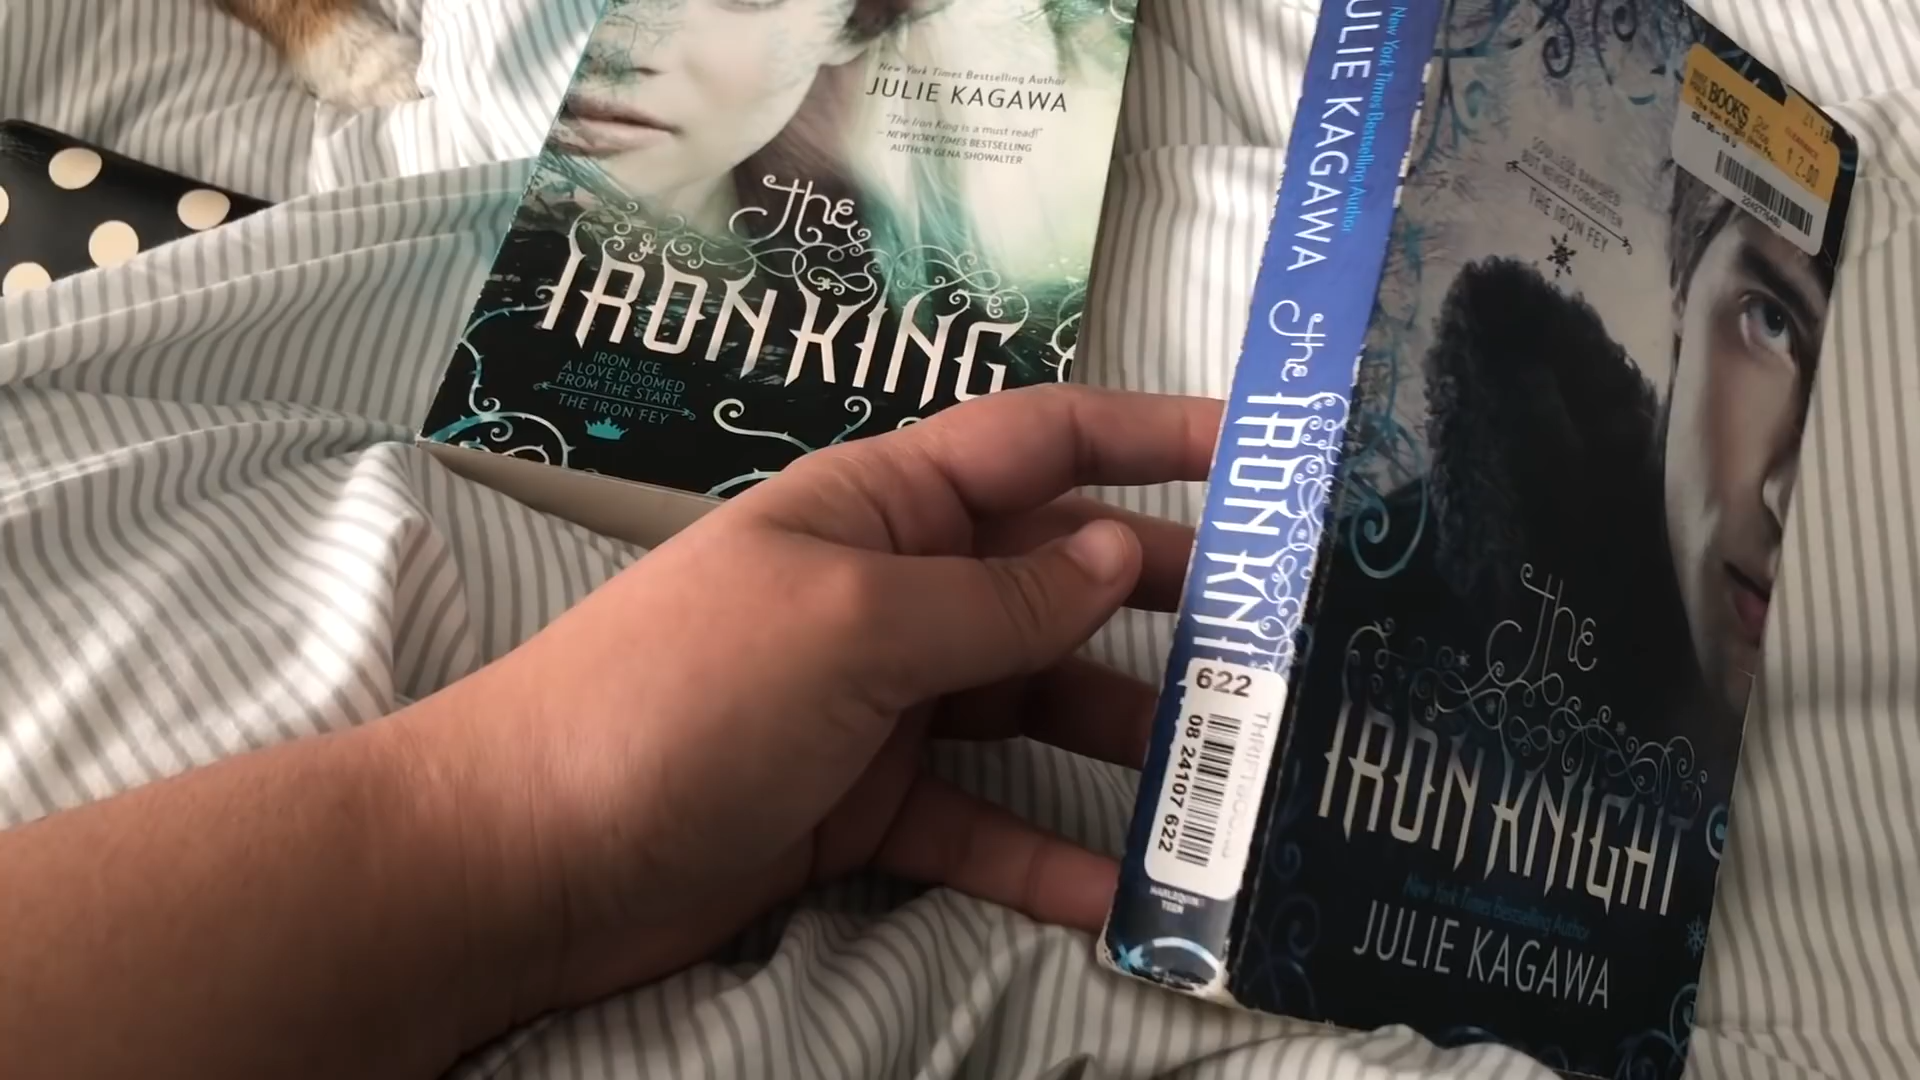 New York Times Bestselling Author
JULIE KAGAWA
"The Iron King is a must read!"
– NEW YORK TIMES BESTSELLING
AUTHOR GENA SHOWALTER
The
IRON KING
IRON. ICE.
A LOVE DOOMED
FROM THE START.
THE IRON FEY
New York Times Bestselling Author
JULIE KAGAWA
The IRON KNI
622
08 24107 622
HARLEQUIN
TEEN
BOOKS
CLEARANCE
$2.00
SOULLESS, BANISHED
BUT NEVER FORGOTTEN
THE IRON FEY
The
IRON KNIGHT
New York Times Bestselling Author
JULIE KAGAWA